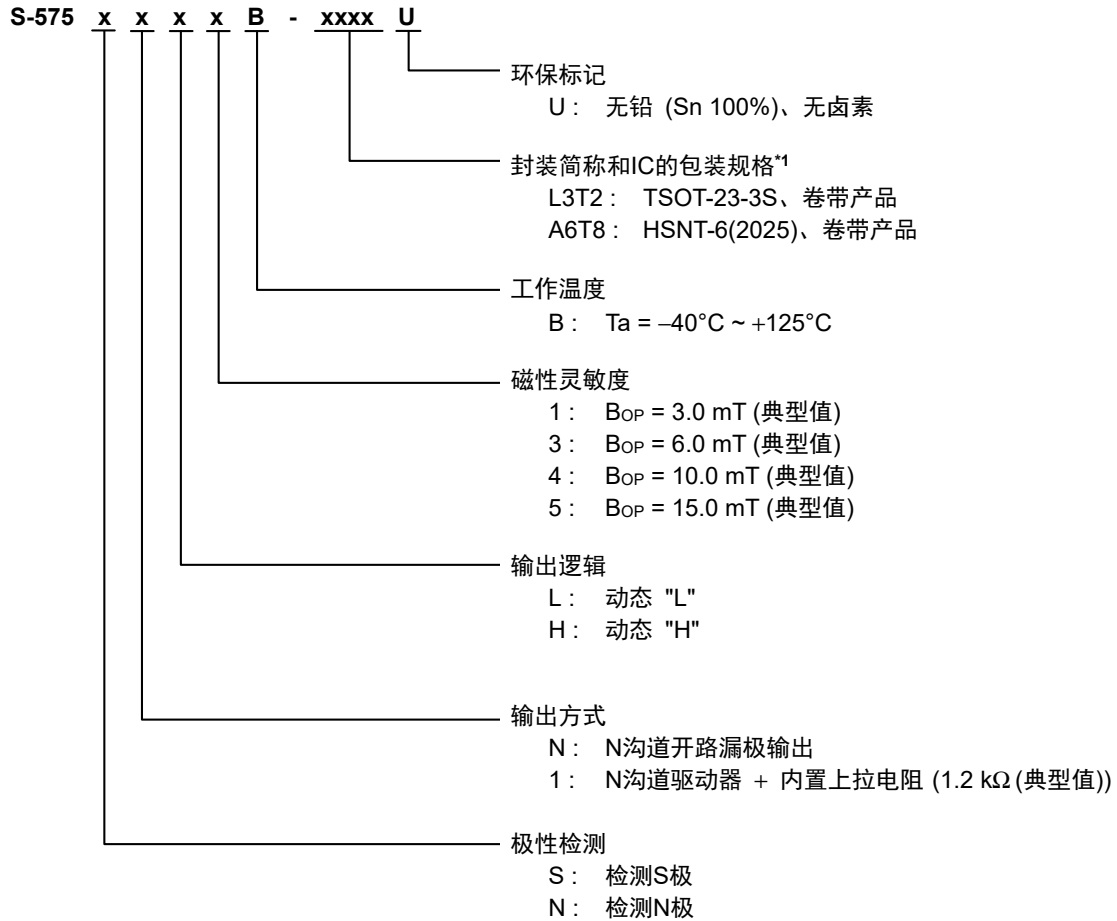 S-575 x x x x B - xxxx U
环保标记
U : 无铅 (Sn 100%)、无卤素
封装简称和IC的包装规格*1
L3T2 : TSOT-23-3S、卷带产品
A6T8 : HSNT-6(2025)、卷带产品
工作温度
B : Ta = −40°C ~ +125°C
磁性灵敏度
1 : BOP = 3.0 mT (典型值)
3 : BOP = 6.0 mT (典型值)
4 : BOP = 10.0 mT (典型值)
5 : BOP = 15.0 mT (典型值)
输出逻辑
L : 动态 "L"
H : 动态 "H"
输出方式
N : N沟道开路漏极输出
1 : N沟道驱动器 + 内置上拉电阻 (1.2 kΩ (典型值))
极性检测
S : 检测S极
N : 检测N极